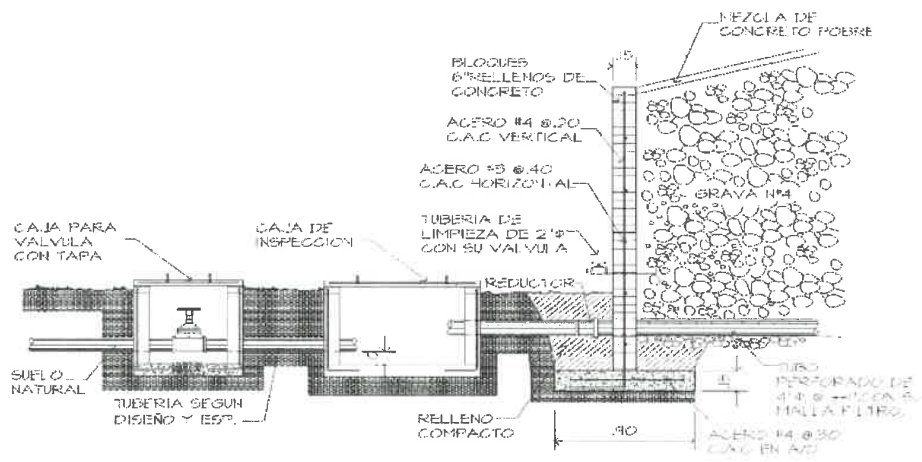 MEZCLA DE
CONCRETO POBRE
BLOQUES
6" RELLENOS DE
CONCRETO
ACERO #4 @.20
C.A.C VERTICAL
ACERO #3 @.40
C.A.C HORIZONTAL
GRAVA Nº4
TUBERIA DE
LIMPIEZA DE 2"Φ
CON SU VALVULA
CAJA PARA
VALVULA
CON TAPA
CAJA DE
INSPECCION
REDUCTOR
SUELO
NATURAL
TUBERIA SEGUN
DISEÑO Y ESP.
RELLENO
COMPACTO
.90
TUBO
PERFORADO DE
4"Φ CON
MALLA FILTRO.
ACERO #4 @.30
C.A.C EN A/D